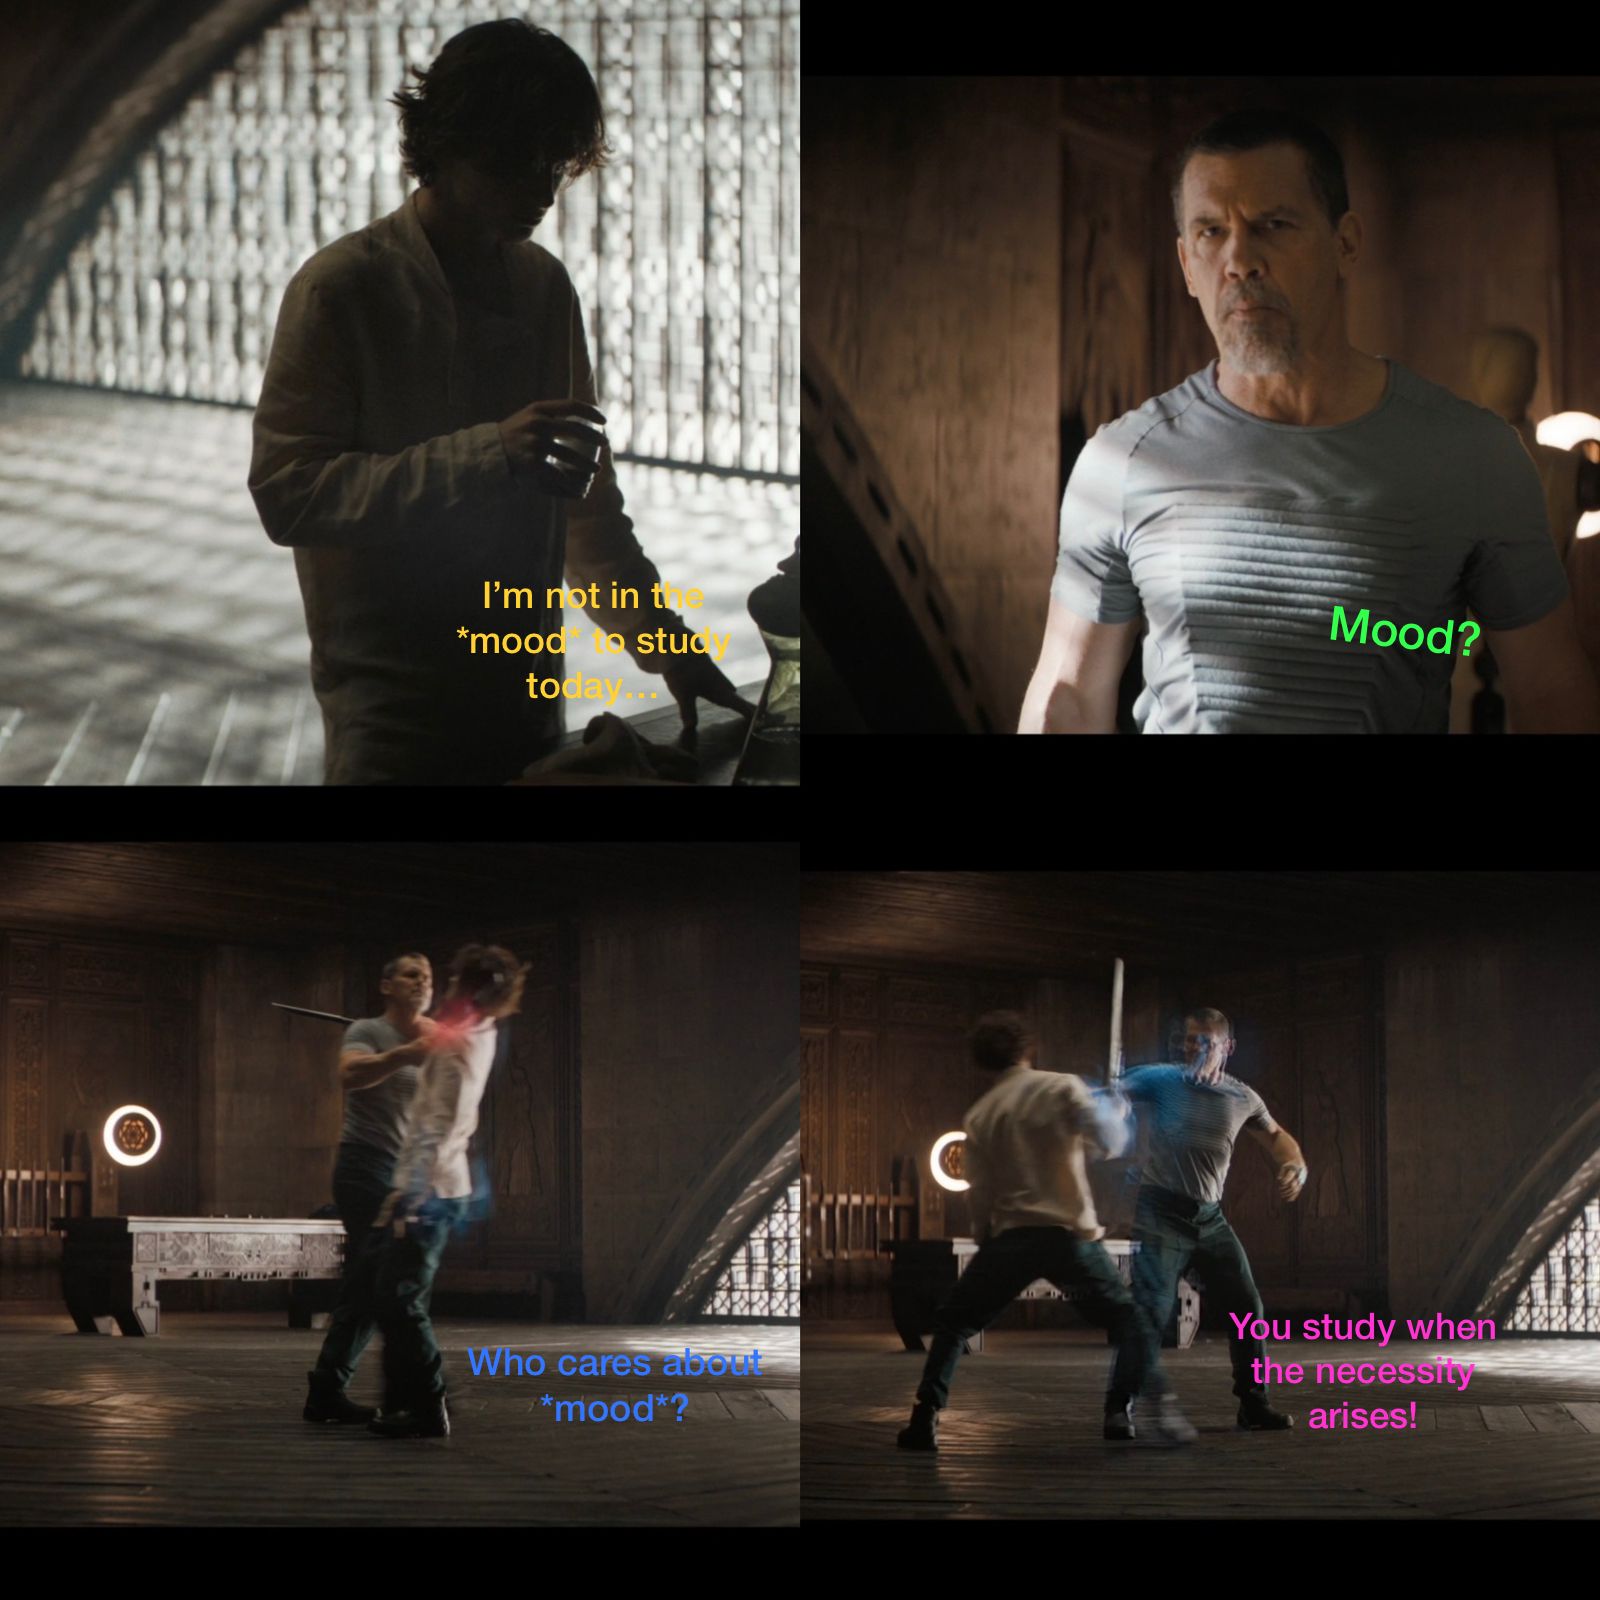 I’m not in the
*mood* to study
today...
Mood?
Who cares about
*mood*?
You study when
the necessity
arises!